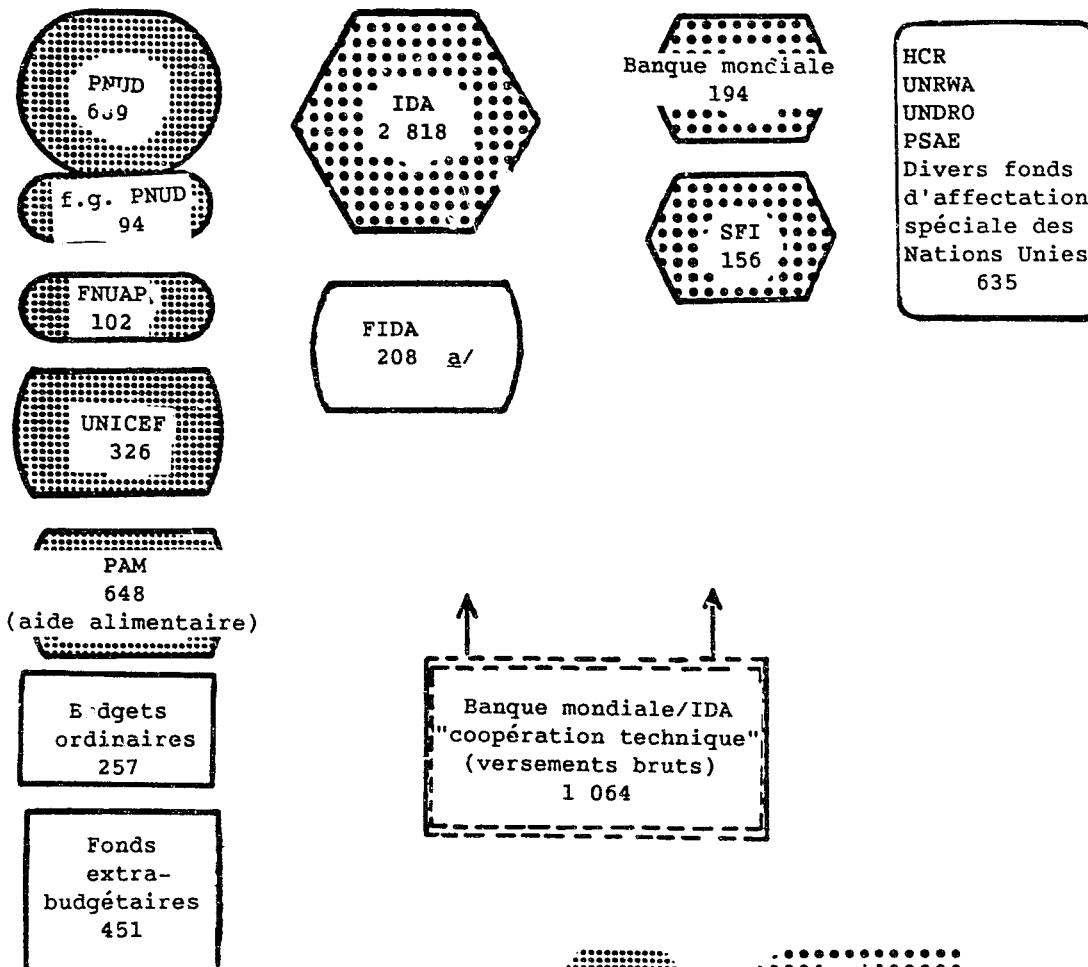 PNUD
f.g. PNUD
94
FNUAP
102
UNICEF
326
PAM
648
(aide alimentaire)
ordinaires
257
Fonds
extra-
budgétaires
451
IDA
2 818
FIDA
208 a/
Banque mondiale/IDA
"coopération technique"
(versements bruts)
1 064
Banque mondiale
194
SFI
156
HCR
UNRWA
UNDRO
PSAE
Divers fonds
d'affectation
spéciale des
Nations Unies
635